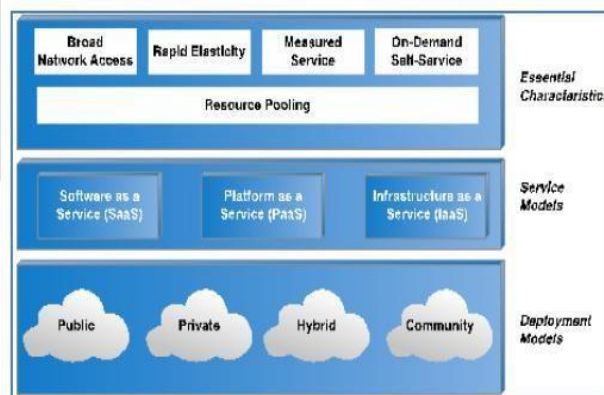 Broad
Network Access
Rapid Elasticity
Measured
Service
On-Demand
Self-Service
Resource Pooling
Essential
Characteristics
Software as a
Service (SaaS)
Platform as a
Service (PaaS)
Infrastructure as a
Service (IaaS)
Service
Models
Public
Private
Hybrid
Community
Deployment
Models